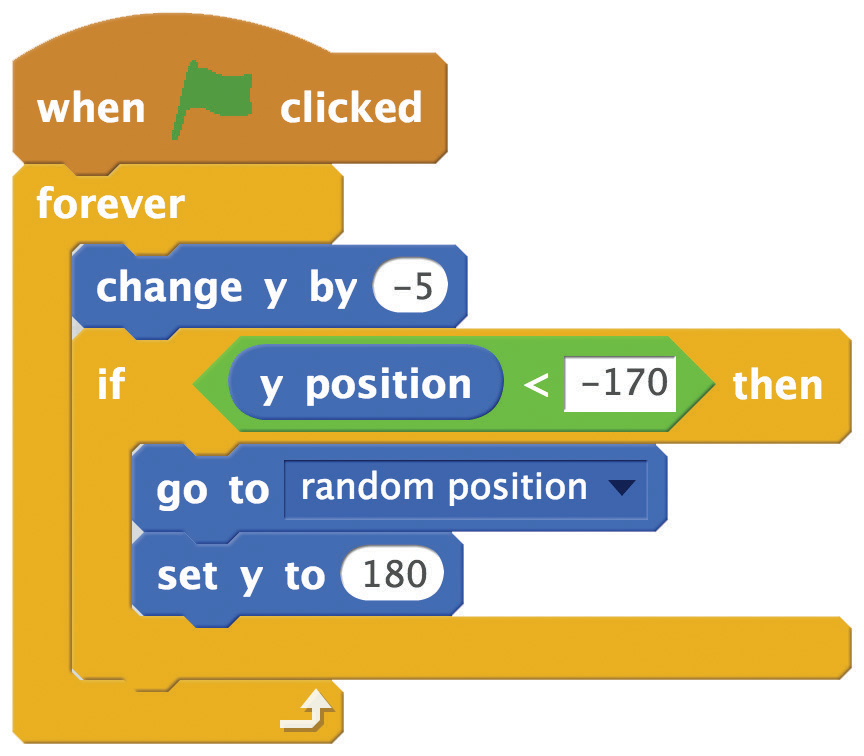 when clicked
forever
change y by -5
if y position < -170 then
go to random position
set y to 180